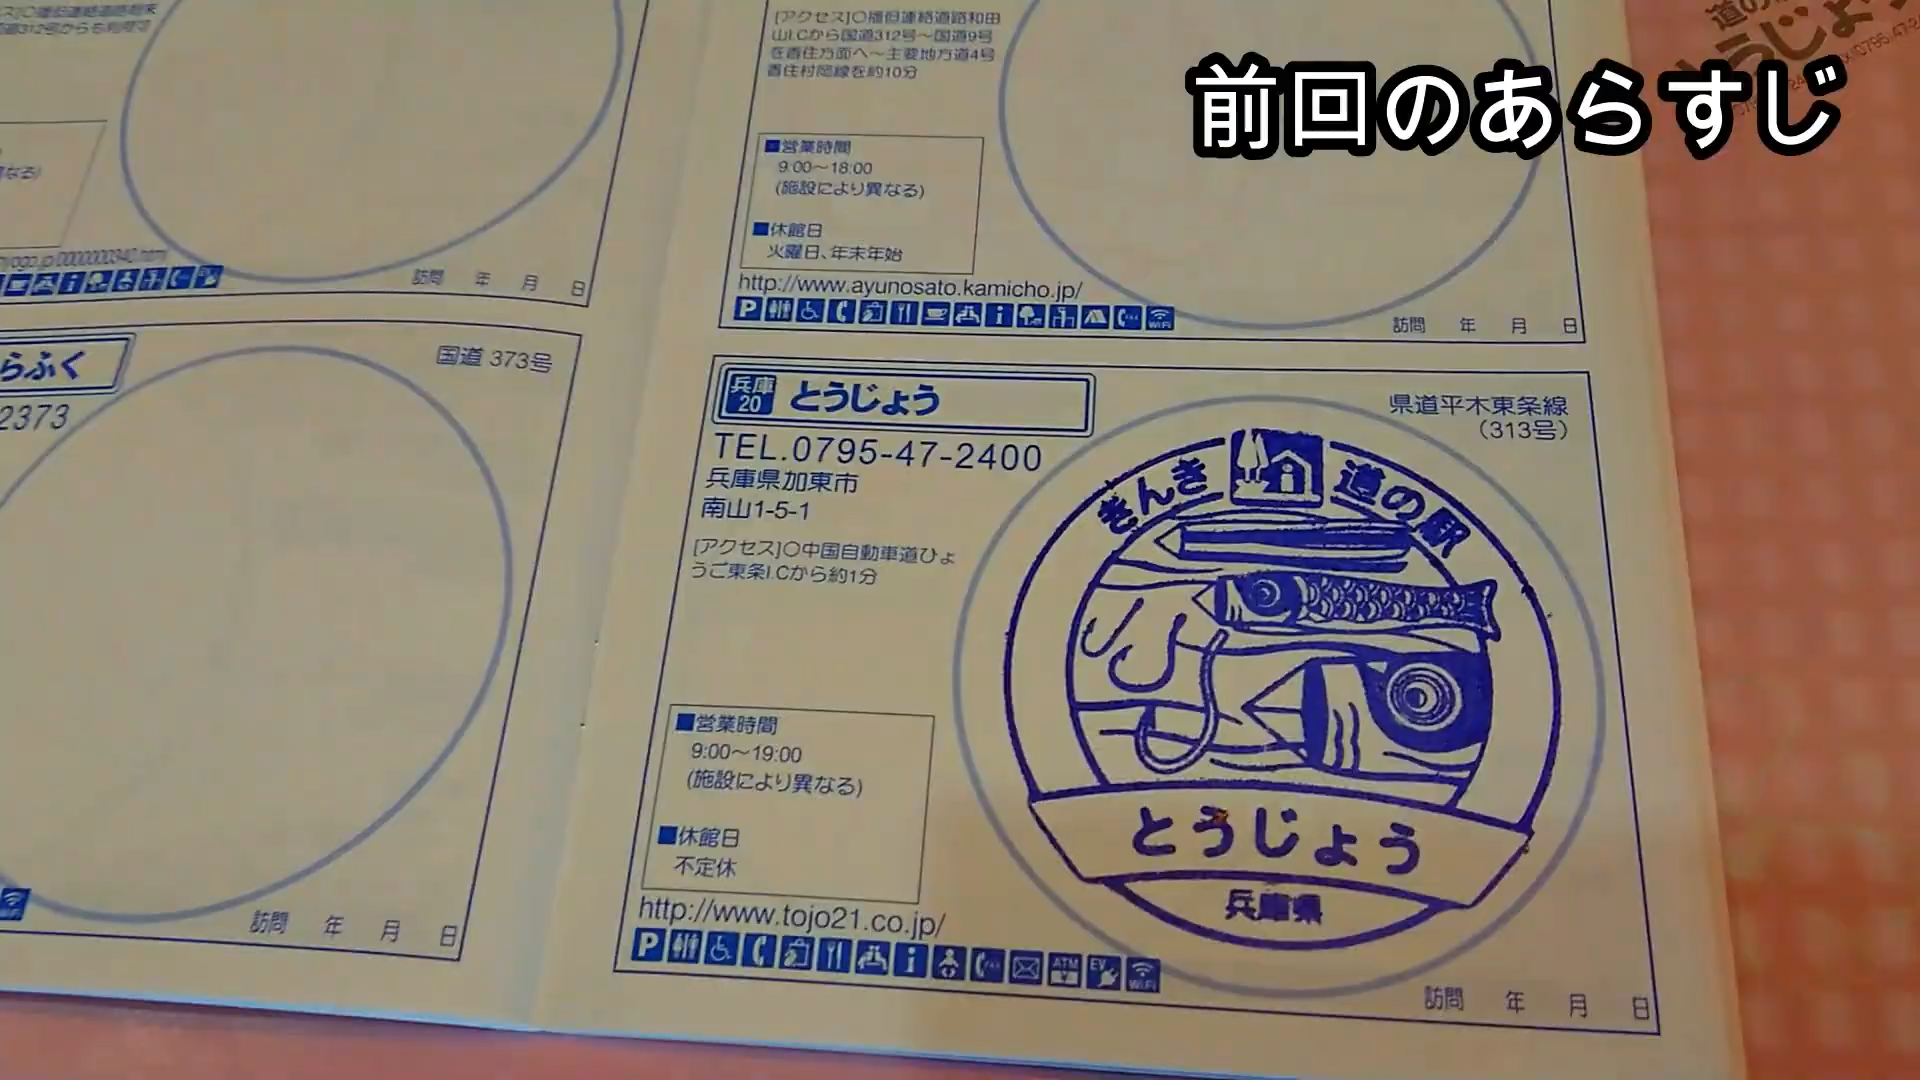 前回のあらすじ
[アクセス]〇播但連絡道路和田
山I.Cから国道312号～国道9号
を香住方面へ～主要地方道4号
香住村岡線を約10分
■営業時間
9:00～18:00
(施設により異なる)
■休館日
火曜日、年末年始
http://www.ayunosato.kamicho.jp/
P WiFi
訪問 年 月 日
訪問 年 月 日
らふく
国道 373号
2373
訪問 年 月 日
兵庫
20
とうじょう
県道平木東条線
(313号)
TEL.0795-47-2400
兵庫県加東市
南山1-5-1
[アクセス]〇中国自動車道ひょ
うご東条I.Cから約1分
■営業時間
9:00～19:00
(施設により異なる)
■休館日
不定休
http://www.tojo21.co.jp/
P ATM EV WiFi
きんき 道の駅
とうじょう
兵庫県
訪問 年 月 日